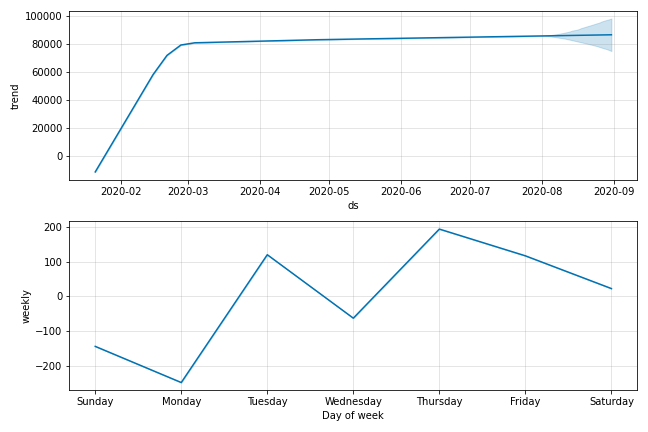 100000
80000
60000
40000
20000
0
trend
2020-02 2020-03 2020-04 2020-05 2020-06 2020-07 2020-08 2020-09
ds
200
100
0
−100
−200
weekly
Sunday Monday Tuesday Wednesday Thursday Friday Saturday
Day of week